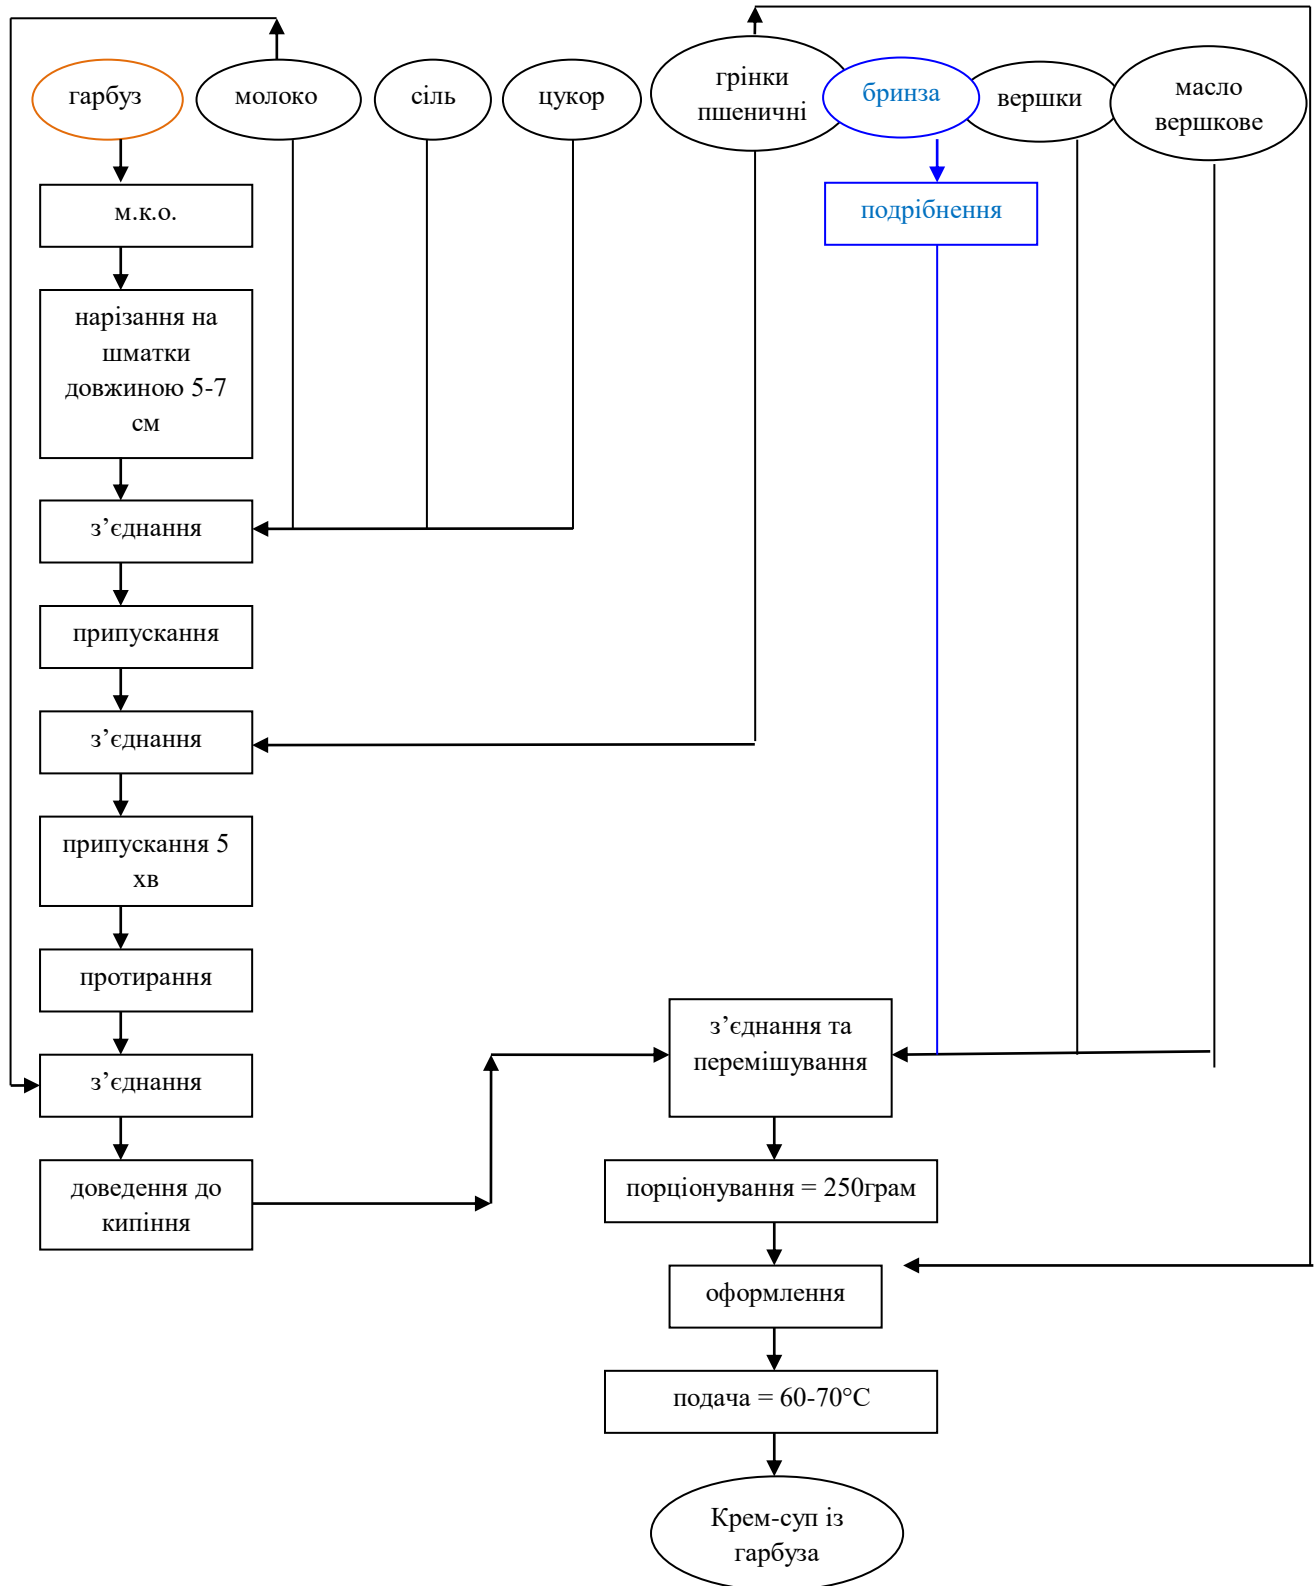 гарбуз
молоко
сіль
цукор
грінки
пшеничні
бринза
вершки
масло
вершкове
м.к.о.
подрібнення
нарізання на
шматки
довжиною 5-7
см
з’єднання
припускання
з’єднання
припускання 5
хв
протирання
з’єднання
доведення до
кипіння
з’єднання та
перемішування
порціонування = 250грам
оформлення
подача = 60-70°С
Крем-суп із
гарбуза